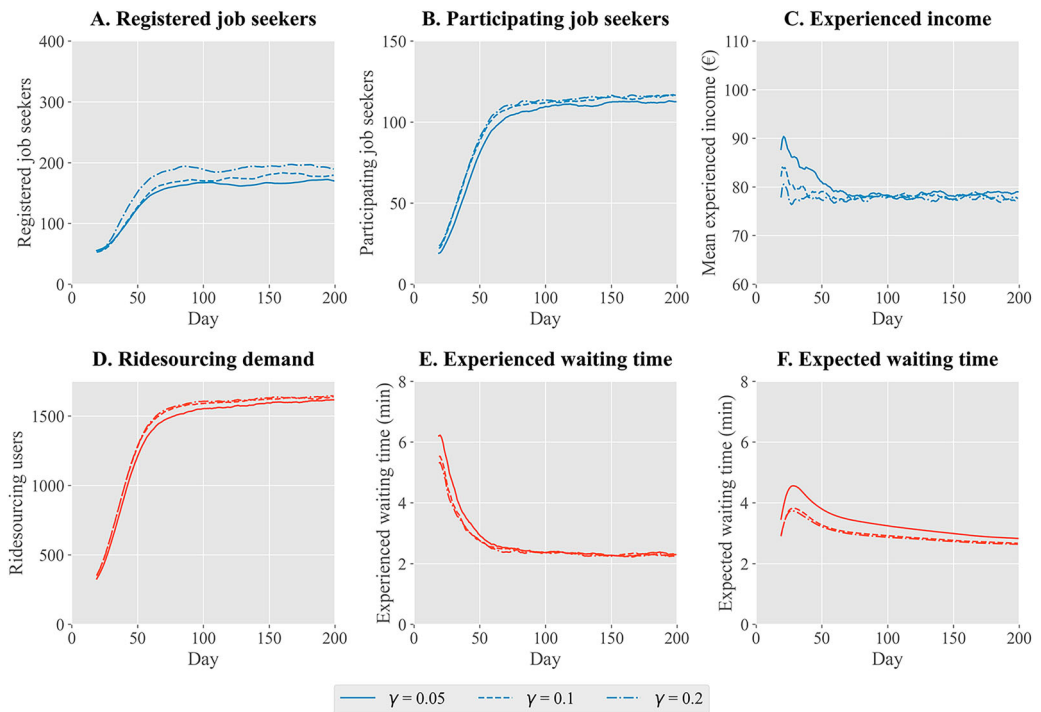 A. Registered job seekers
B. Participating job seekers
C. Experienced income
400
300
200
100
0
Registered job seekers
0 50 100 150 200
Day
150
100
50
0
Participating job seekers
0 50 100 150 200
Day
110
100
90
80
70
60
Mean experienced income (€)
0 50 100 150 200
Day
D. Ridesourcing demand
E. Experienced waiting time
F. Expected waiting time
1500
1000
500
0
Ridesourcing users
0 50 100 150 200
Day
8
6
4
2
0
Experienced waiting time (min)
0 50 100 150 200
Day
8
6
4
2
0
Expected waiting time (min)
0 50 100 150 200
Day
γ = 0.05 γ = 0.1 γ = 0.2